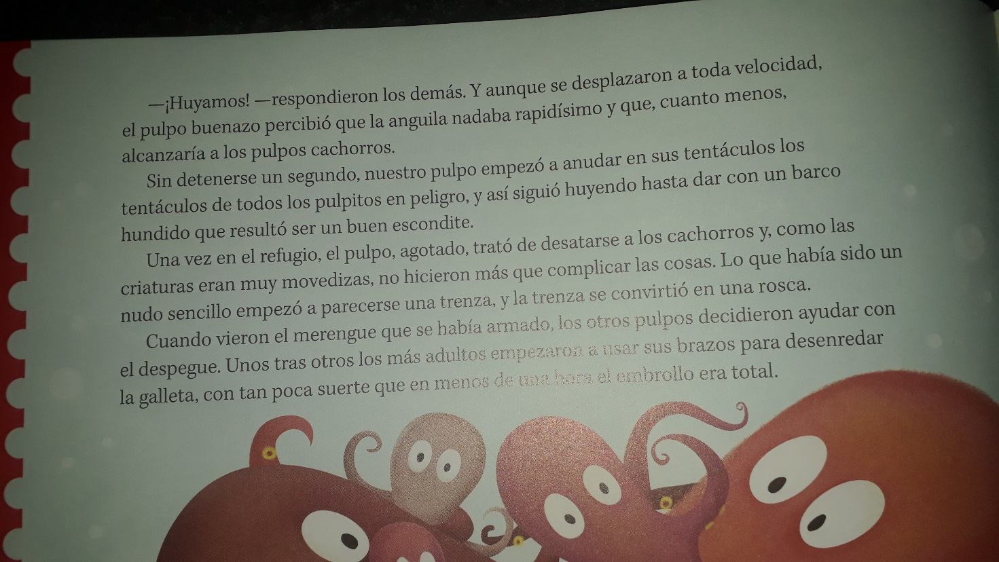 —¡Huyamos! —respondieron los demás. Y aunque se desplazaron a toda velocidad,
el pulpo buenazo percibió que la anguila nadaba rapidísimo y que, cuanto menos,
alcanzaría a los pulpos cachorros.
Sin detenerse un segundo, nuestro pulpo empezó a anudar en sus tentáculos los
tentáculos de todos los pulpitos en peligro, y así siguió huyendo hasta dar con un barco
hundido que resultó ser un buen escondite.
Una vez en el refugio, el pulpo, agotado, trató de desatarse a los cachorros y, como las
criaturas eran muy movedizas, no hicieron más que complicar las cosas. Lo que había sido un
nudo sencillo empezó a parecerse una trenza, y la trenza se convirtió en una rosca.
Cuando vieron el merengue que se había armado, los otros pulpos decidieron ayudar con
el despegue. Unos tras otros los más adultos empezaron a usar sus brazos para desenredar
la galleta, con tan poca suerte que en menos de una hora el embrollo era total.